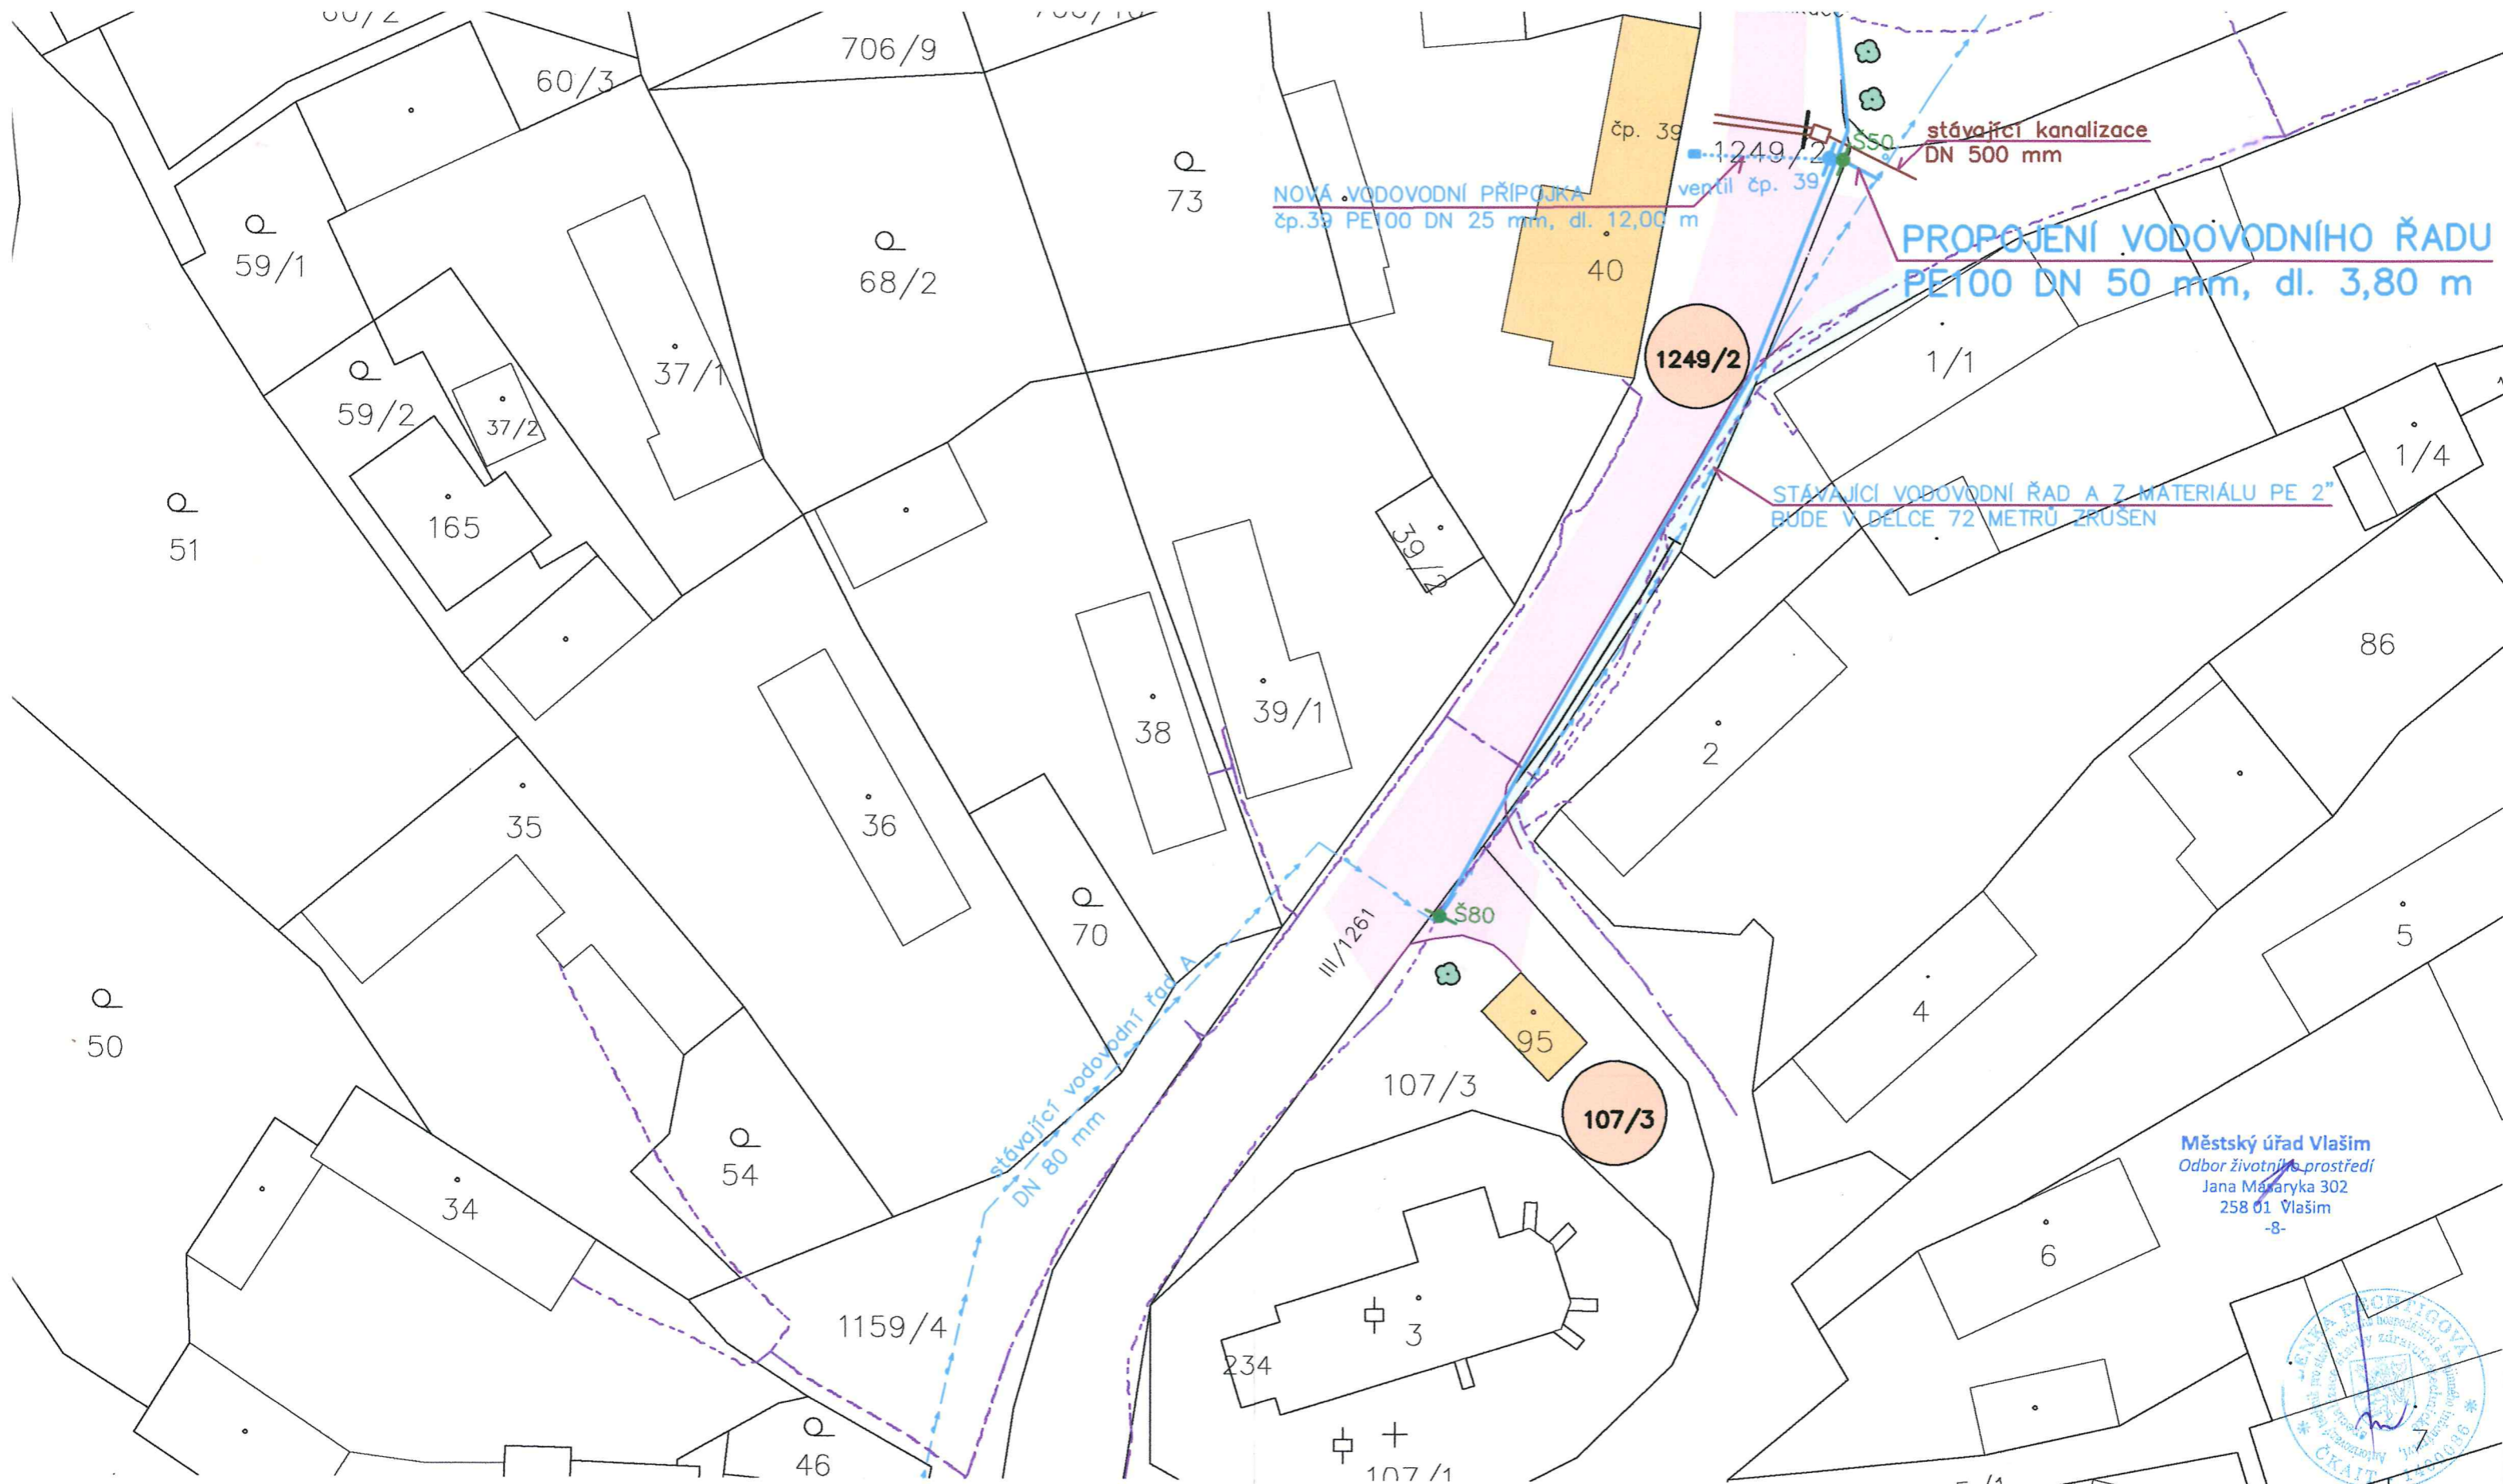 706/9
60/3
čp. 39
1249/2
Š50
stávající kanalizace
DN 500 mm
73
NOVÁ VODOVODNÍ PŘÍPOJKA
čp.39 PE100 DN 25 mm, dl. 12,00 m
ventil čp. 39
PROPOJENÍ VODOVODNÍHO ŘADU
PE100 DN 50 mm, dl. 3,80 m
59/1
68/2
40
1249/2
1/1
37/1
59/2
37/2
1/4
STÁVAJÍCÍ VODOVODNÍ ŘAD A Z MATERIÁLU PE 2"
BUDE V DÉLCE 72 METRŮ ZRUŠEN
165
51
39/2
86
38
39/1
2
35
36
70
Š80
III/1261
5
4
50
95
stávající vodovodní řad A
DN 80 mm
107/3
107/3
54
34
Městský úřad Vlašim
Odbor životního prostředí
Jana Masaryka 302
258 01 Vlašim
-8-
6
1159/4
3
234
46
107/1
7
LENKA RECHTIGOVÁ
ČKAIT